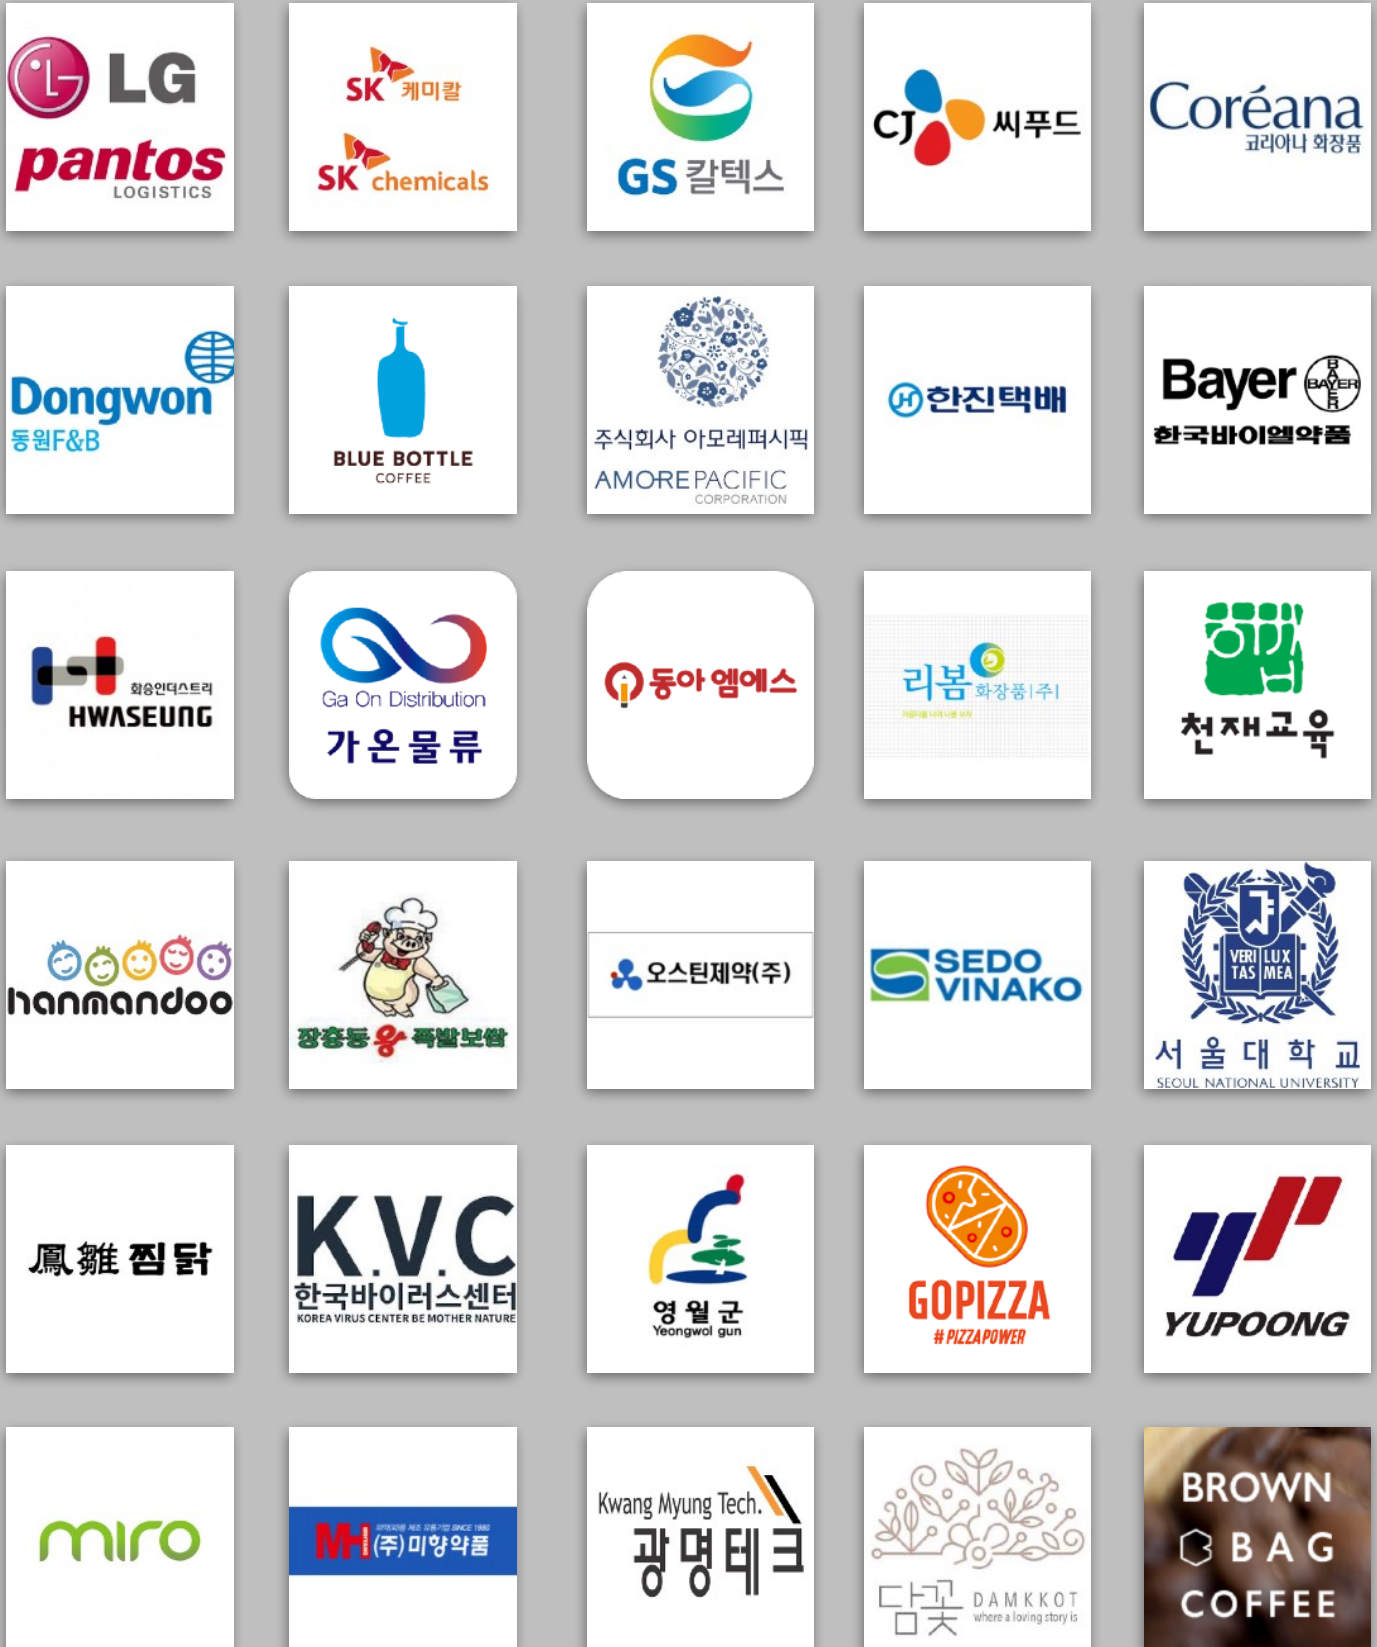 LG
pantos
LOGISTICS
SK 케미칼
SK chemicals
GS 칼텍스
CJ 씨푸드
Coréana
코리아나 화장품
Dongwon
동원F&B
BLUE BOTTLE
COFFEE
주식회사 아모레퍼시픽
AMOREPACIFIC
CORPORATION
H 한진택배
Bayer
BAYER
BAYER
한국바이엘약품
화승인더스트리
HWASEUNG
Ga On Distribution
가온물류
동아 엠에스
리봄 화장품|주|
천재
천재교육
hanmandoo
장충동왕족발보쌈
오스틴제약(주)
SEDO
VINAKO
VERI LUX
TAS MEA
서울대학교
SEOUL NATIONAL UNIVERSITY
鳳雛 찜닭
K.V.C
한국바이러스센터
KOREA VIRUS CENTER BE MOTHER NATURE
영월군
Yeongwol gun
GOPIZZA
# PIZZAPOWER
YUPOONG
miro
MH
SINCE 1980
(주)미향약품
Kwang Myung Tech.
광명테크
담꽃 DAMKKOT
where a loving story is
BROWN
BAG
COFFEE